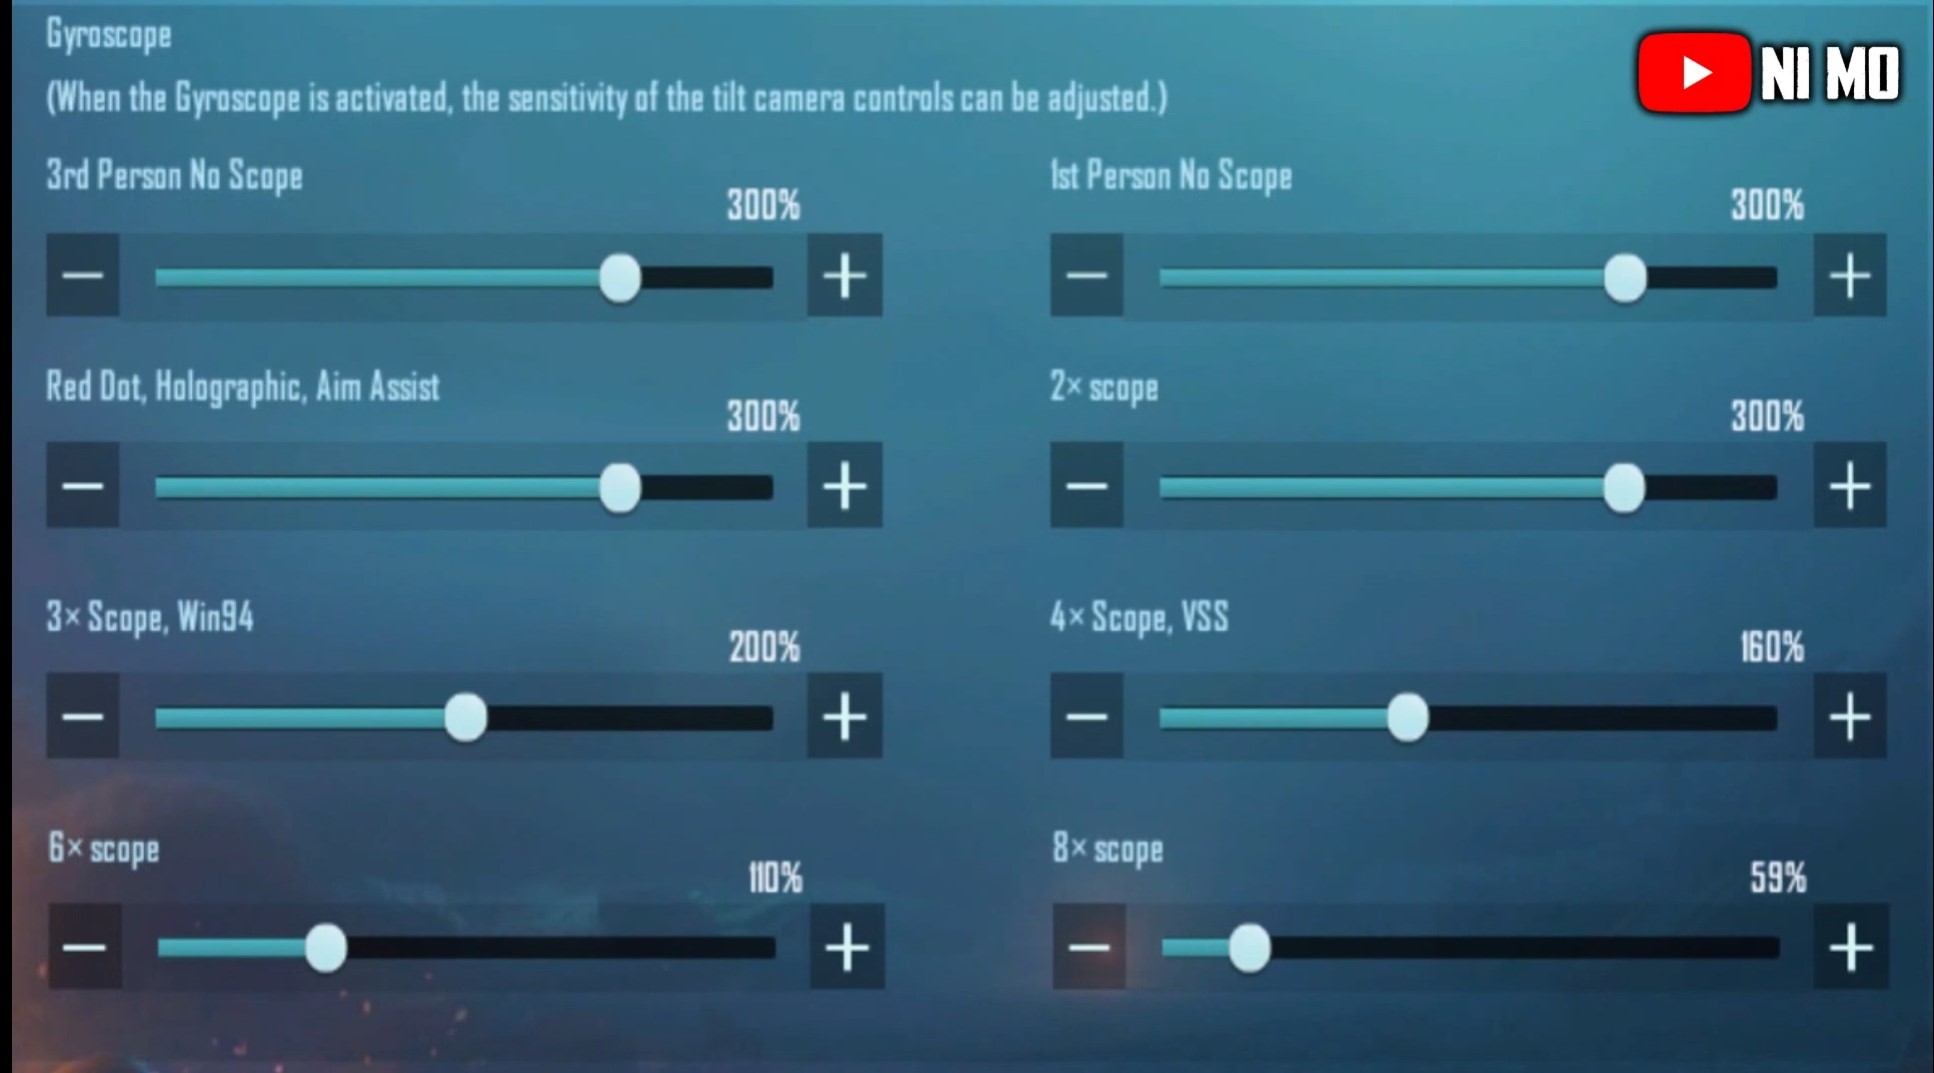 Gyroscope
NI MO
(When the Gyroscope is activated, the sensitivity of the tilt camera controls can be adjusted.)
3rd Person No Scope
300%
1st Person No Scope
300%
Red Dot, Holographic, Aim Assist
300%
2× scope
300%
3× Scope, Win94
200%
4× Scope, VSS
160%
6× scope
110%
8× scope
59%